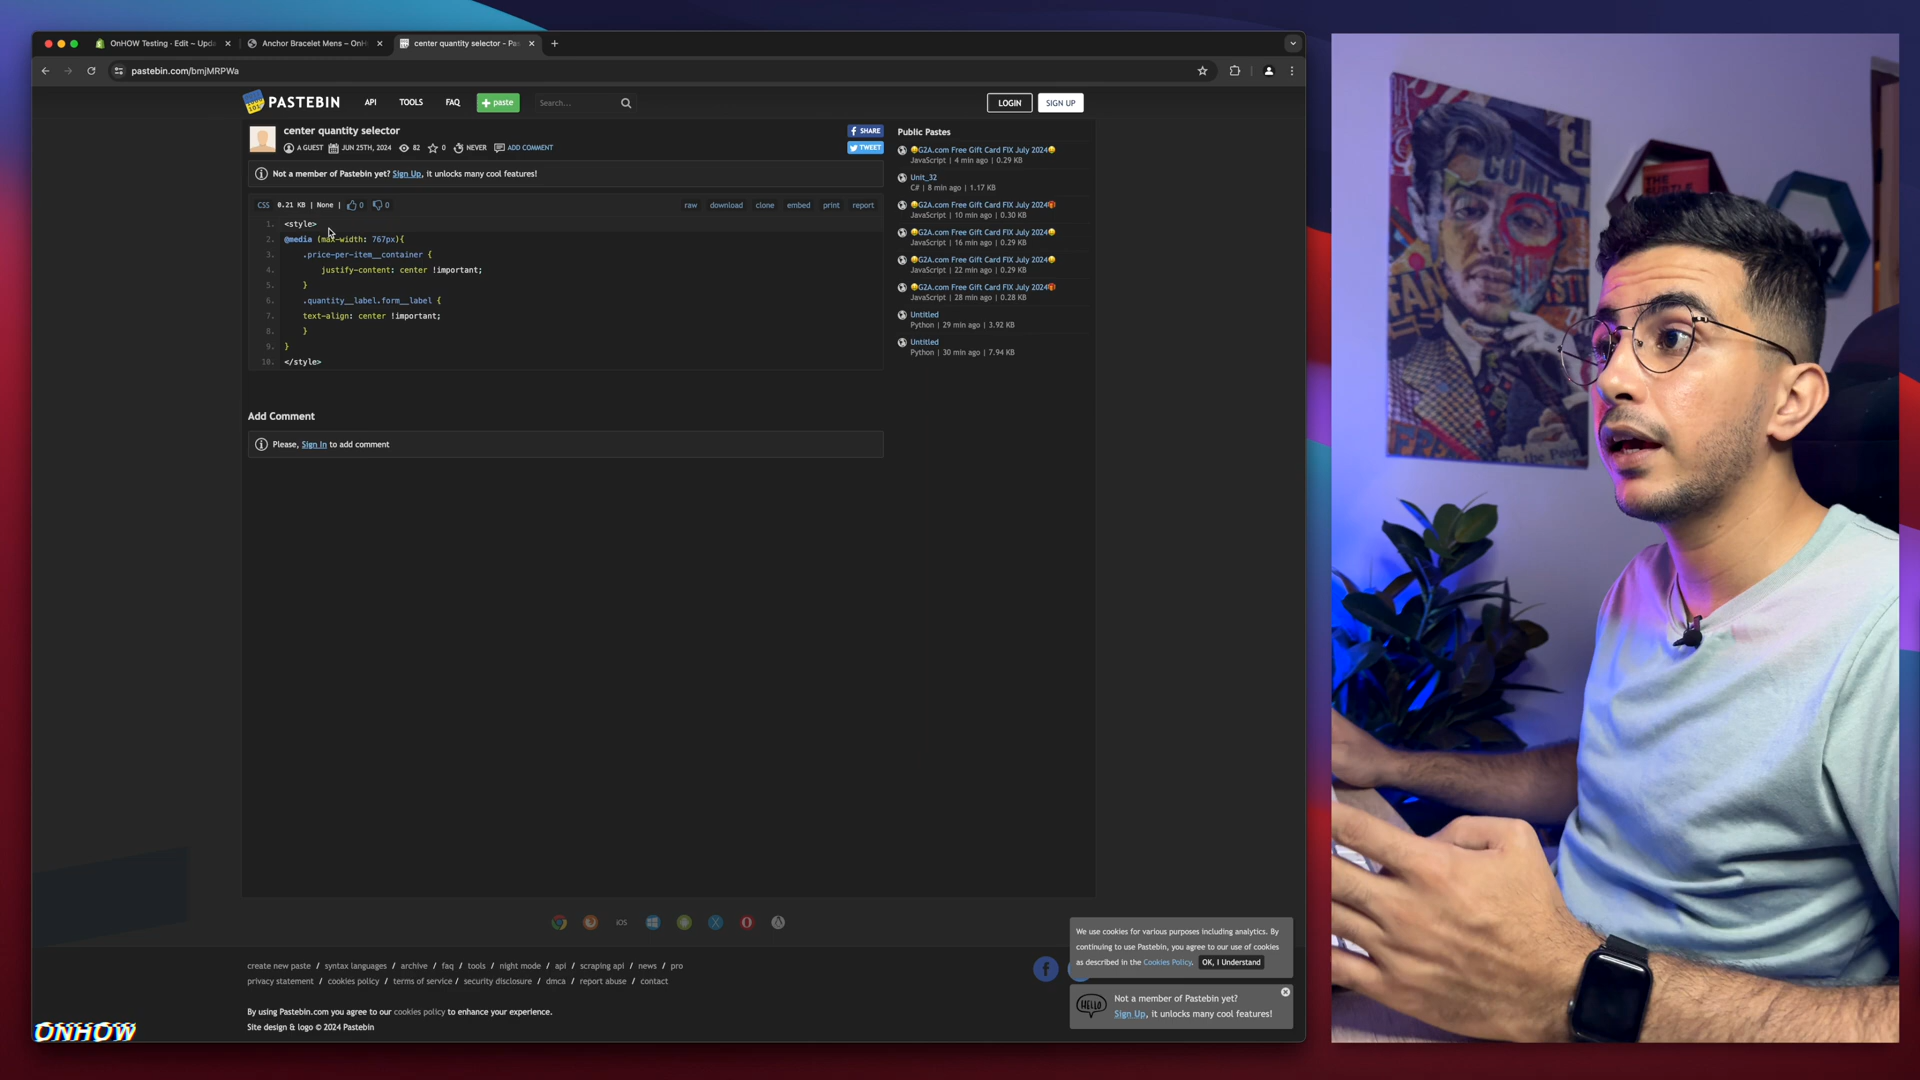 OnHOW Testing · Edit ~ Upda
Anchor Bracelet Mens – OnH
center quantity selector - Pas
pastebin.com/bmjMRPWa
PASTEBIN
API
TOOLS
FAQ
+ paste
Search...
LOGIN
SIGN UP
center quantity selector
A GUEST
JUN 25TH, 2024
82
0
NEVER
ADD COMMENT
SHARE
TWEET
Not a member of Pastebin yet? Sign Up, it unlocks many cool features!
CSS 0.21 KB | None | 0 0
raw
download
clone
embed
print
report
1. <style>
2. @media (max-width: 767px){
3. .price-per-item__container {
4. justify-content: center !important;
5. }
6. .quantity__label.form__label {
7. text-align: center !important;
8. }
9. }
10. </style>
Add Comment
Please, Sign In to add comment
Public Pastes
G2A.com Free Gift Card FIX July 2024
JavaScript | 4 min ago | 0.29 KB
Unit_32
C# | 8 min ago | 1.17 KB
G2A.com Free Gift Card FIX July 2024
JavaScript | 10 min ago | 0.30 KB
G2A.com Free Gift Card FIX July 2024
JavaScript | 16 min ago | 0.29 KB
G2A.com Free Gift Card FIX July 2024
JavaScript | 22 min ago | 0.29 KB
G2A.com Free Gift Card FIX July 2024
JavaScript | 28 min ago | 0.28 KB
Untitled
Python | 29 min ago | 3.92 KB
Untitled
Python | 30 min ago | 7.94 KB
iOS
We use cookies for various purposes including analytics. By
continuing to use Pastebin, you agree to our use of cookies
as described in the Cookies Policy. OK, I Understand
HELLO
Not a member of Pastebin yet?
Sign Up, it unlocks many cool features!
create new paste / syntax languages / archive / faq / tools / night mode / api / scraping api / news / pro
privacy statement / cookies policy / terms of service / security disclosure / dmca / report abuse / contact
By using Pastebin.com you agree to our cookies policy to enhance your experience.
Site design & logo © 2024 Pastebin
ONHOW
COME
FAN
To the People
THE
HUSTLE